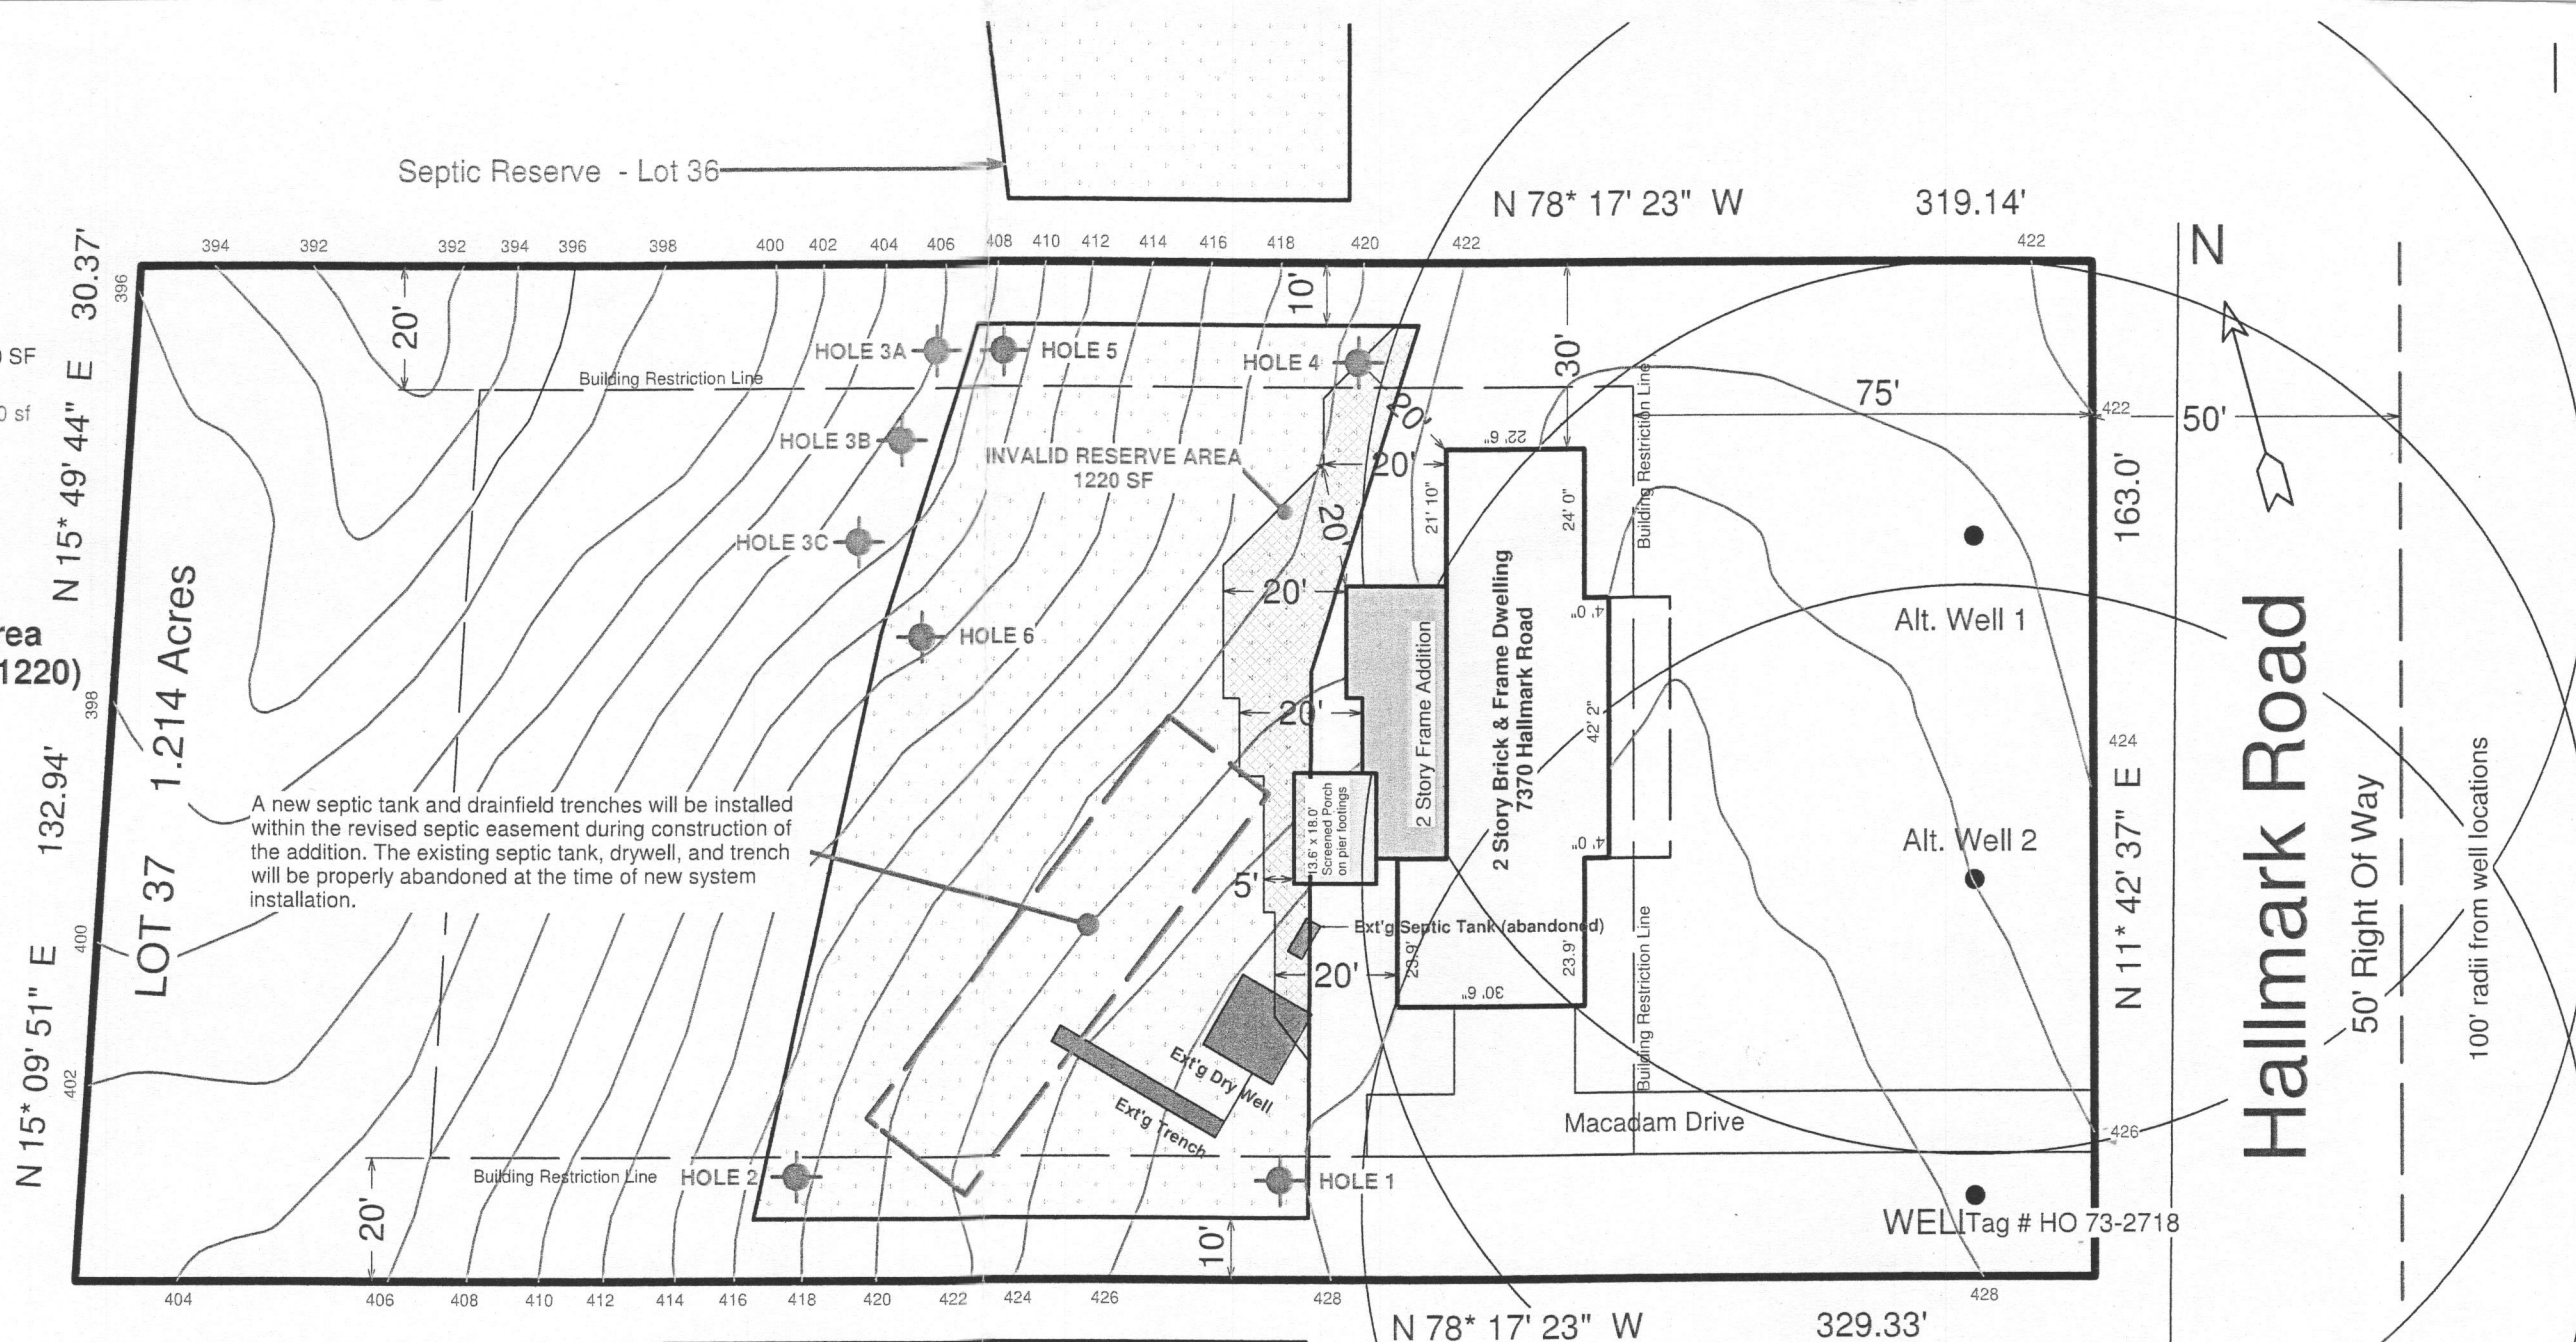 Septic Reserve - Lot 36
N 78* 17' 23" W
319.14'
N
394
392
392
394
396
398
400
402
404
406
408
410
412
414
416
418
420
422
422
30.37'
396
20'
10'
30'
SF
0 sf
HOLE 3A
HOLE 5
HOLE 4
Building Restriction Line
Building Restriction Line
75'
422
50'
N 15* 49' 44" E
HOLE 3B
INVALID RESERVE AREA
1220 SF
20'
20'
20'
22' 6"
21' 10"
24' 0"
163.0'
HOLE 3C
20'
HOLE 6
4' 0"
Alt. Well 1
rea
1220)
1.214 Acres
LOT 37
398
20'
2 Story Frame Addition
2 Story Brick & Frame Dwelling
7370 Hallmark Road
42' 2"
424
132.94'
A new septic tank and drainfield trenches will be installed
within the revised septic easement during construction of
the addition. The existing septic tank, drywell, and trench
will be properly abandoned at the time of new system
installation.
13.6' x 18.0'
Screened Porch
on pier footings
5'
4' 0"
Alt. Well 2
N 11* 42' 37" E
Hallmark Road
50' Right Of Way
100' radii from well locations
400
Ext'g Septic Tank (abandoned)
20'
23.9'
23.9'
30' 6"
Building Restriction Line
N 15* 09' 51" E
402
Ext'g Dry Well
Ext'g Trench
Macadam Drive
426
Building Restriction Line
HOLE 2
HOLE 1
20'
10'
WELL
Tag # HO 73-2718
404
406
408
410
412
414
416
418
420
422
424
426
428
428
N 78* 17' 23" W
329.33'